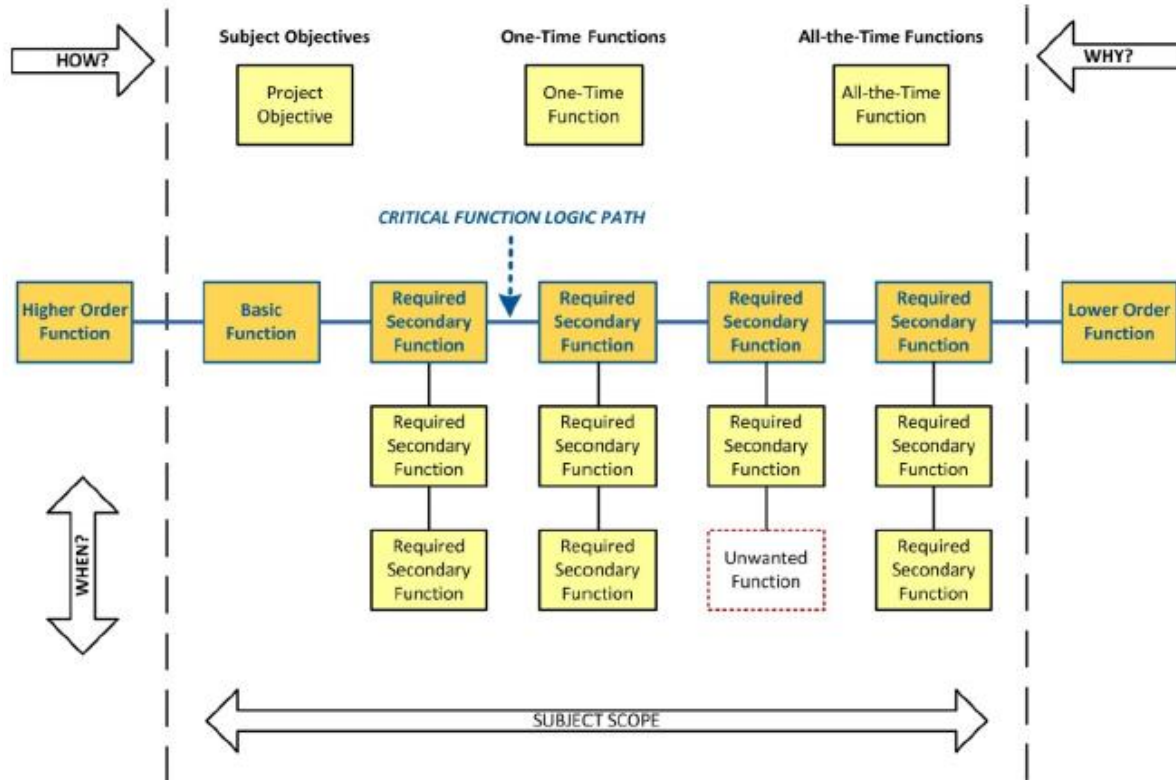 Subject Objectives
One-Time Functions
All-the-Time Functions
HOW?
WHY?
Project
Objective
One-Time
Function
All-the-Time
Function
CRITICAL FUNCTION LOGIC PATH
Higher Order
Function
Basic
Function
Required
Secondary
Function
Required
Secondary
Function
Required
Secondary
Function
Required
Secondary
Function
Lower Order
Function
Required
Secondary
Function
Required
Secondary
Function
Required
Secondary
Function
Required
Secondary
Function
WHEN?
Required
Secondary
Function
Required
Secondary
Function
Unwanted
Function
Required
Secondary
Function
SUBJECT SCOPE